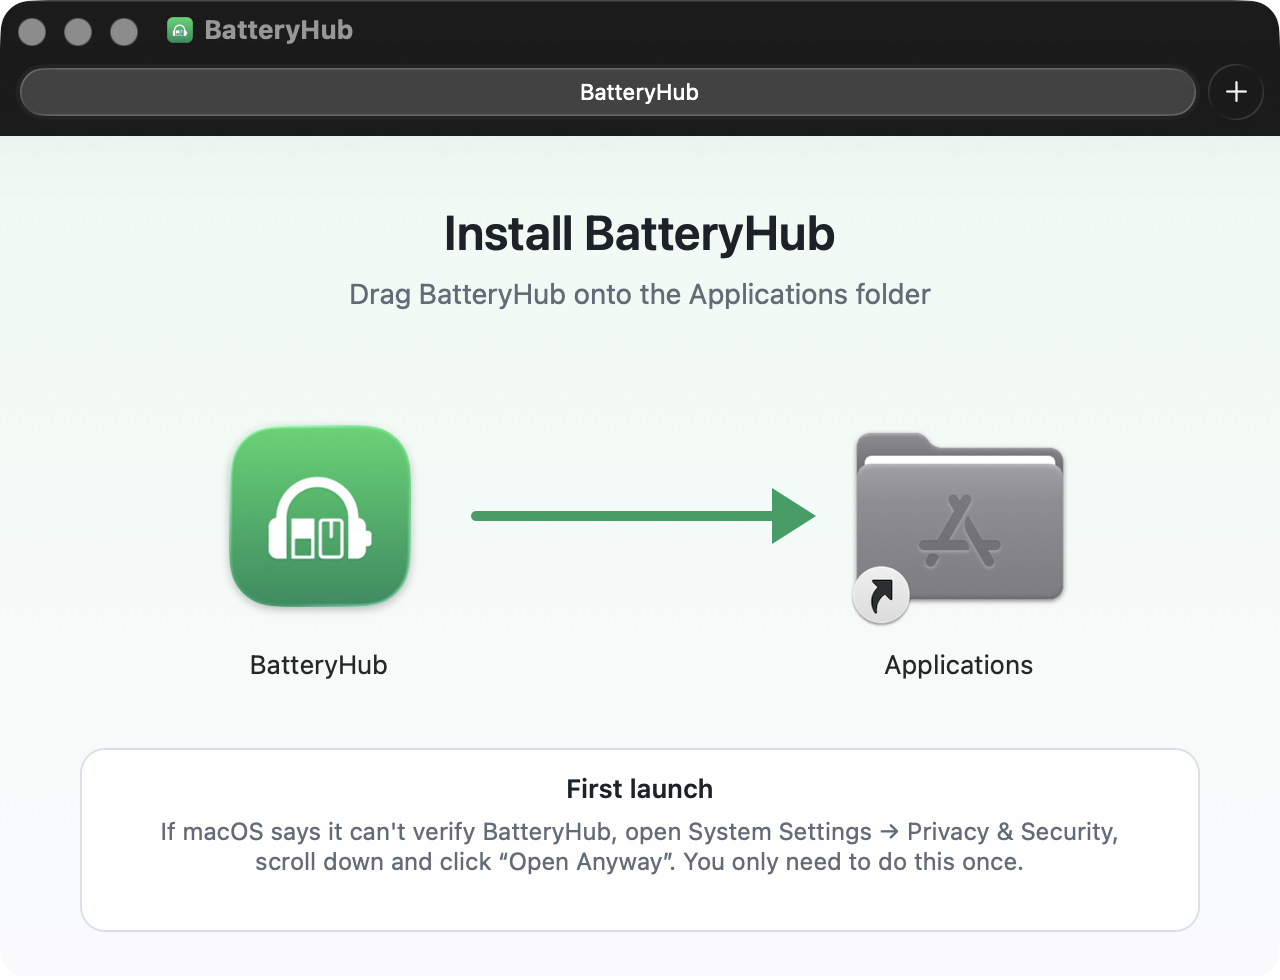 BatteryHub
BatteryHub
Install BatteryHub
Drag BatteryHub onto the Applications folder
BatteryHub
Applications
First launch
If macOS says it can't verify BatteryHub, open System Settings → Privacy & Security,
scroll down and click “Open Anyway”. You only need to do this once.